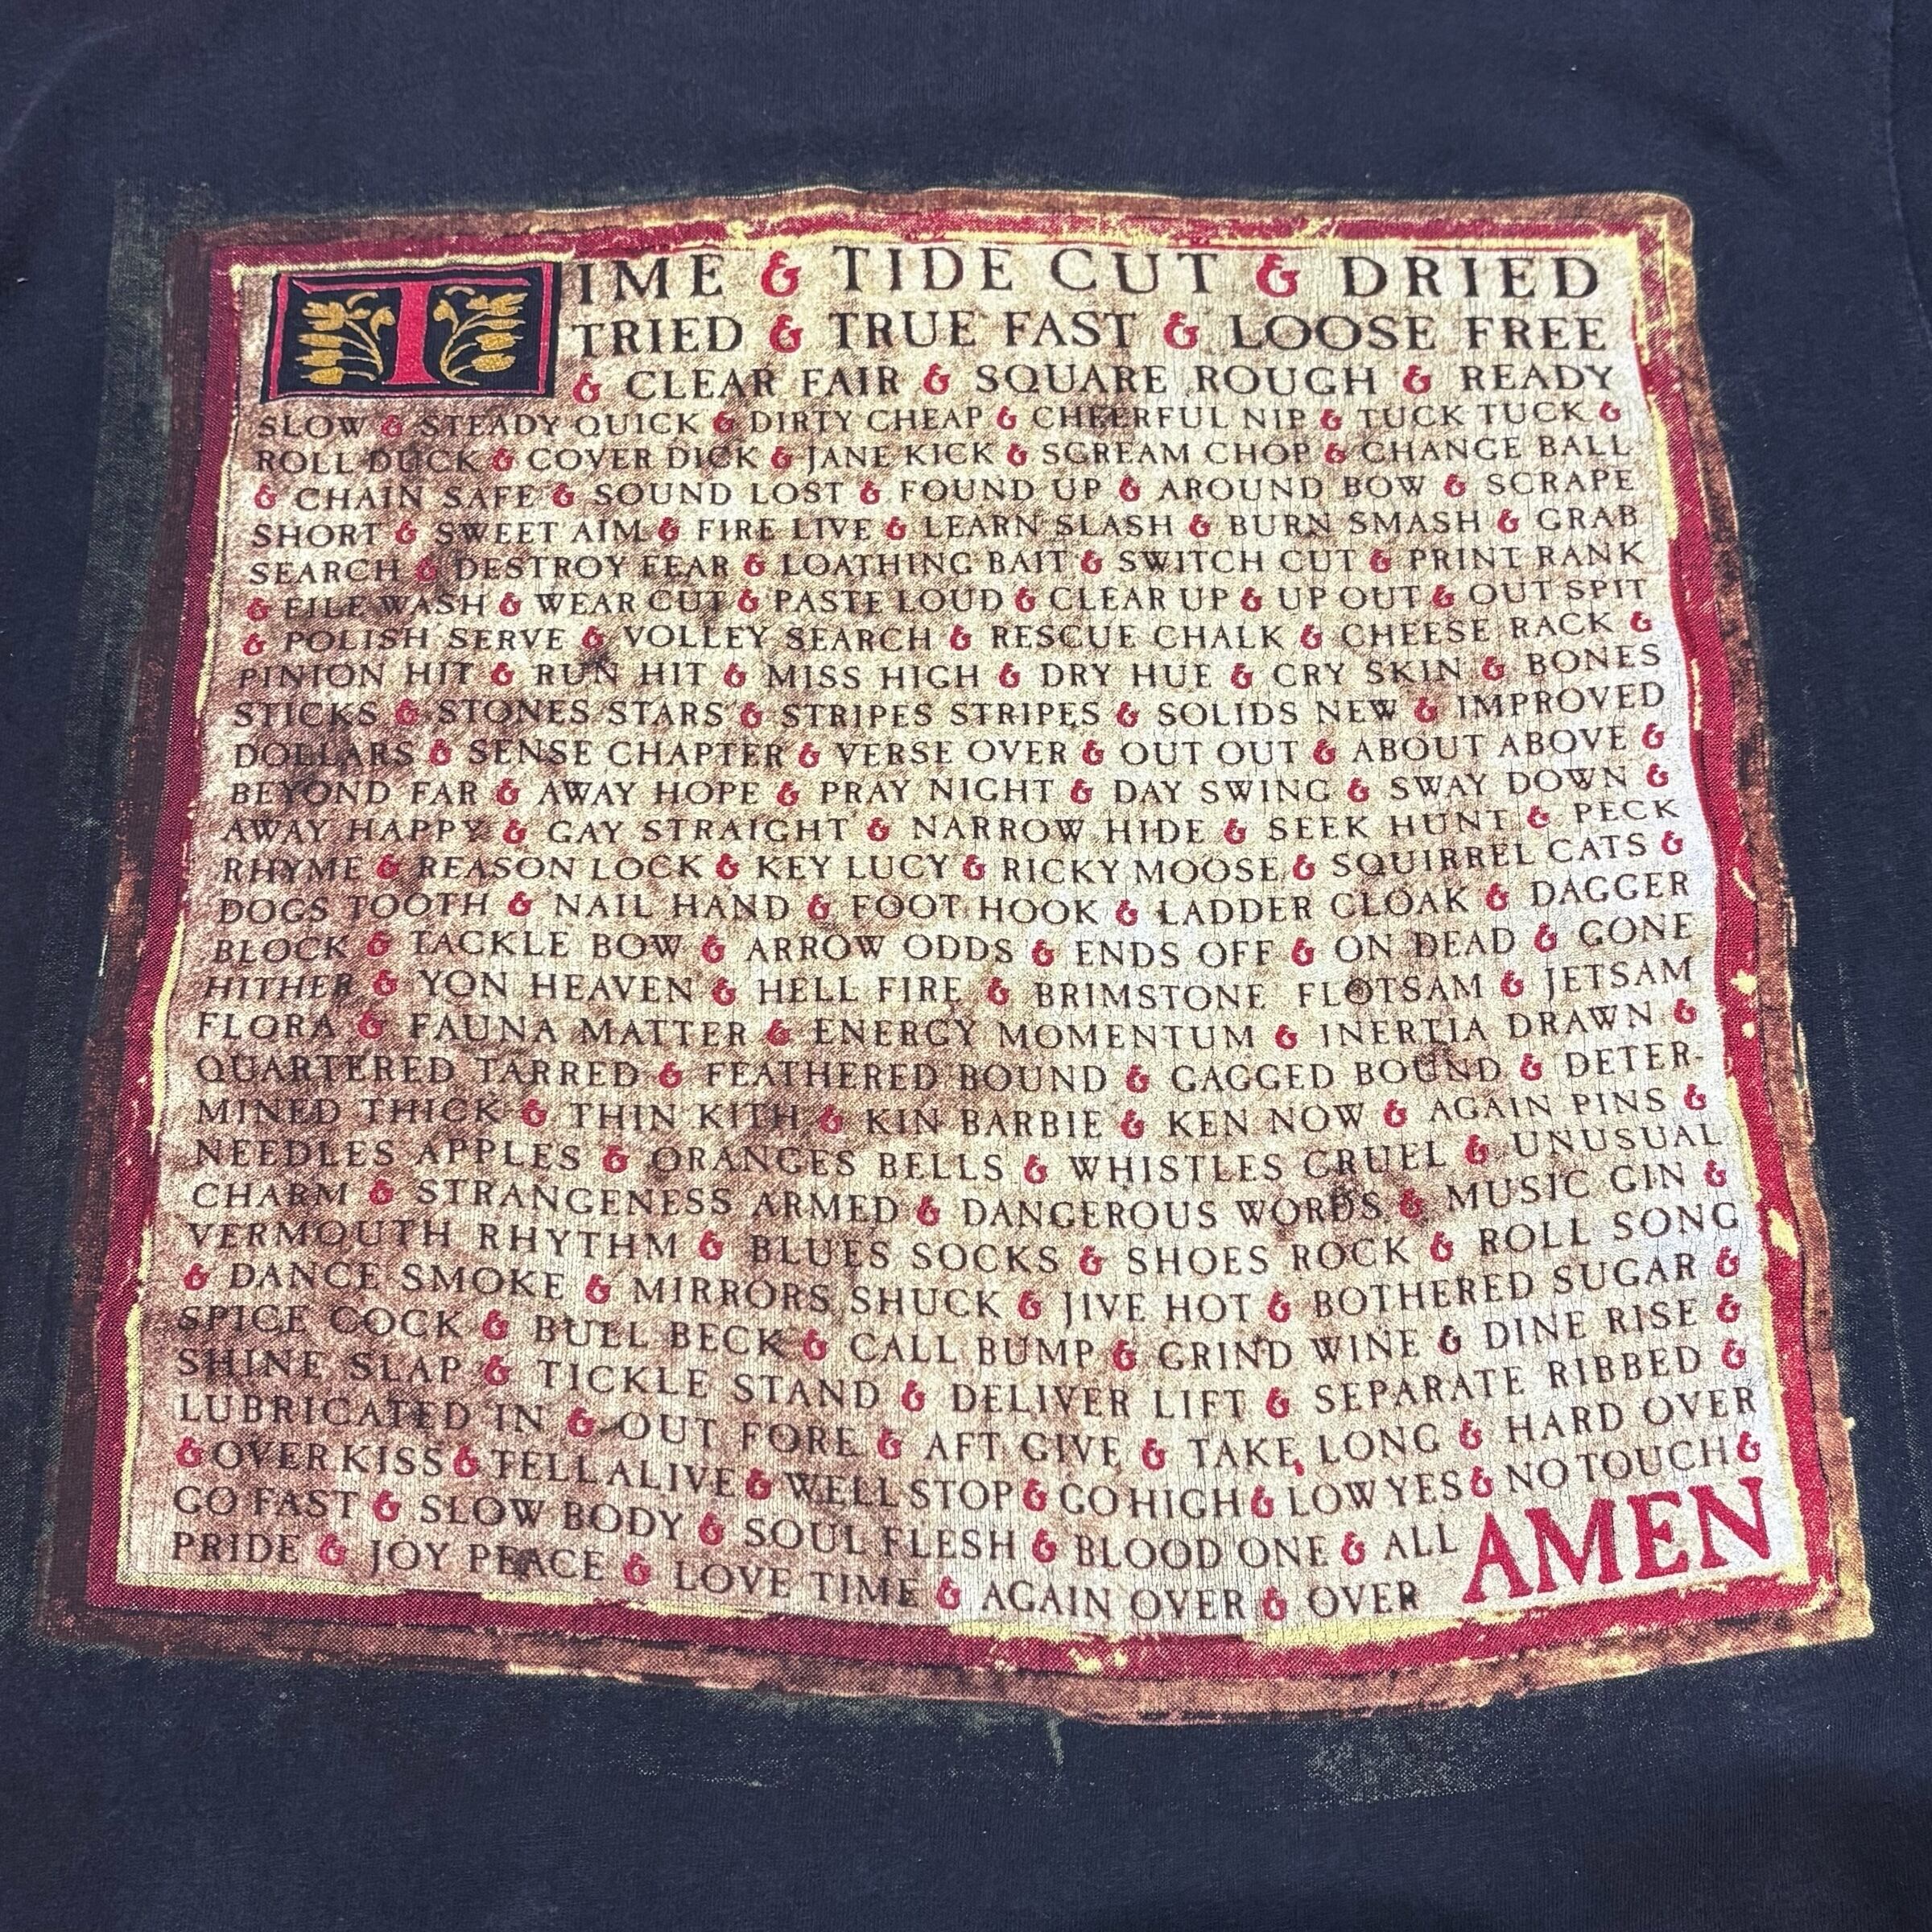 TIME & TIDE CUT & DRIED
TRIED & TRUE FAST & LOOSE FREE
& CLEAR FAIR & SQUARE ROUGH & READY
SLOW & STEADY QUICK & DIRTY CHEAP & CHEERFUL NIP & TUCK TUCK &
ROLL DUCK & COVER DICK & JANE KICK & SCREAM CHOP & CHANGE BALL
& CHAIN SAFE & SOUND LOST & FOUND UP & AROUND BOW & SCRAPE
SHORT & SWEET AIM & FIRE LIVE & LEARN SLASH & BURN SMASH & GRAB
SEARCH & DESTROY FEAR & LOATHING BAIT & SWITCH CUT & PRINT RANK
& FILE WASH & WEAR CUT & PASTE LOUD & CLEAR UP & UP OUT & OUT SPIT
& POLISH SERVE & VOLLEY SEARCH & RESCUE CHALK & CHEESE RACK &
PINION HIT & RUN HIT & MISS HIGH & DRY HUE & CRY SKIN & BONES
STICKS & STONES STARS & STRIPES STRIPES & SOLIDS NEW & IMPROVED
DOLLARS & SENSE CHAPTER & VERSE OVER & OUT OUT & ABOUT ABOVE &
BEYOND FAR & AWAY HOPE & PRAY NIGHT & DAY SWING & SWAY DOWN &
AWAY HAPPY & GAY STRAIGHT & NARROW HIDE & SEEK HUNT & PECK
RHYME & REASON LOCK & KEY LUCY & RICKY MOOSE & SQUIRREL CATS &
DOGS TOOTH & NAIL HAND & FOOT HOOK & LADDER CLOAK & DAGGER
BLOCK & TACKLE BOW & ARROW ODDS & ENDS OFF & ON DEAD & GONE
HITHER & YON HEAVEN & HELL FIRE & BRIMSTONE FLOTSAM & JETSAM
FLORA & FAUNA MATTER & ENERGY MOMENTUM & INERTIA DRAWN &
QUARTERED TARRED & FEATHERED BOUND & GAGGED BOUND & DETER-
MINED THICK & THIN KITH & KIN BARBIE & KEN NOW & AGAIN PINS &
NEEDLES APPLES & ORANGES BELLS & WHISTLES CRUEL & UNUSUAL
CHARM & STRANGENESS ARMED & DANGEROUS WORDS & MUSIC GIN &
VERMOUTH RHYTHM & BLUES SOCKS & SHOES ROCK & ROLL SONG
& DANCE SMOKE & MIRRORS SHUCK & JIVE HOT & BOTHERED SUGAR &
SPICE COCK & BULL BECK & CALL BUMP & GRIND WINE & DINE RISE &
SHINE SLAP & TICKLE STAND & DELIVER LIFT & SEPARATE RIBBED &
LUBRICATED IN & OUT FORE & AFT GIVE & TAKE LONG & HARD OVER
& OVER KISS & TELL ALIVE & WELL STOP & GO HIGH & LOW YES & NO TOUCH &
GO FAST & SLOW BODY & SOUL FLESH & BLOOD ONE & ALL
PRIDE & JOY PEACE & LOVE TIME & AGAIN OVER & OVER AMEN